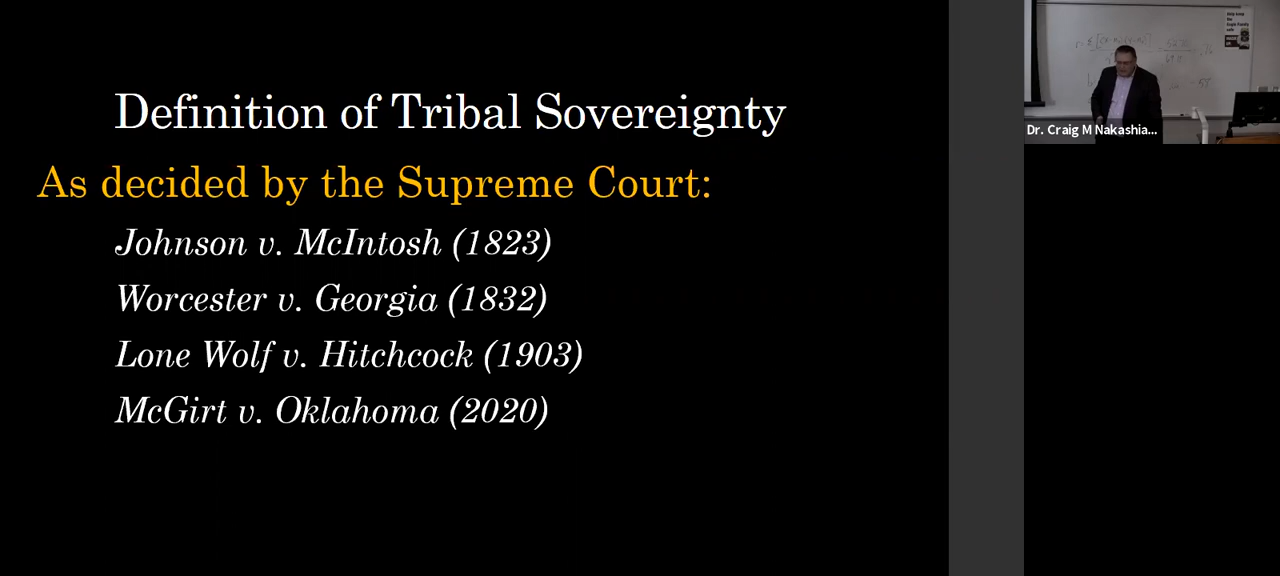 Definition of Tribal Sovereignty
As decided by the Supreme Court:
Johnson v. McIntosh (1823)
Worcester v. Georgia (1832)
Lone Wolf v. Hitchcock (1903)
McGirt v. Oklahoma (2020)
Dr. Craig M Nakashia...